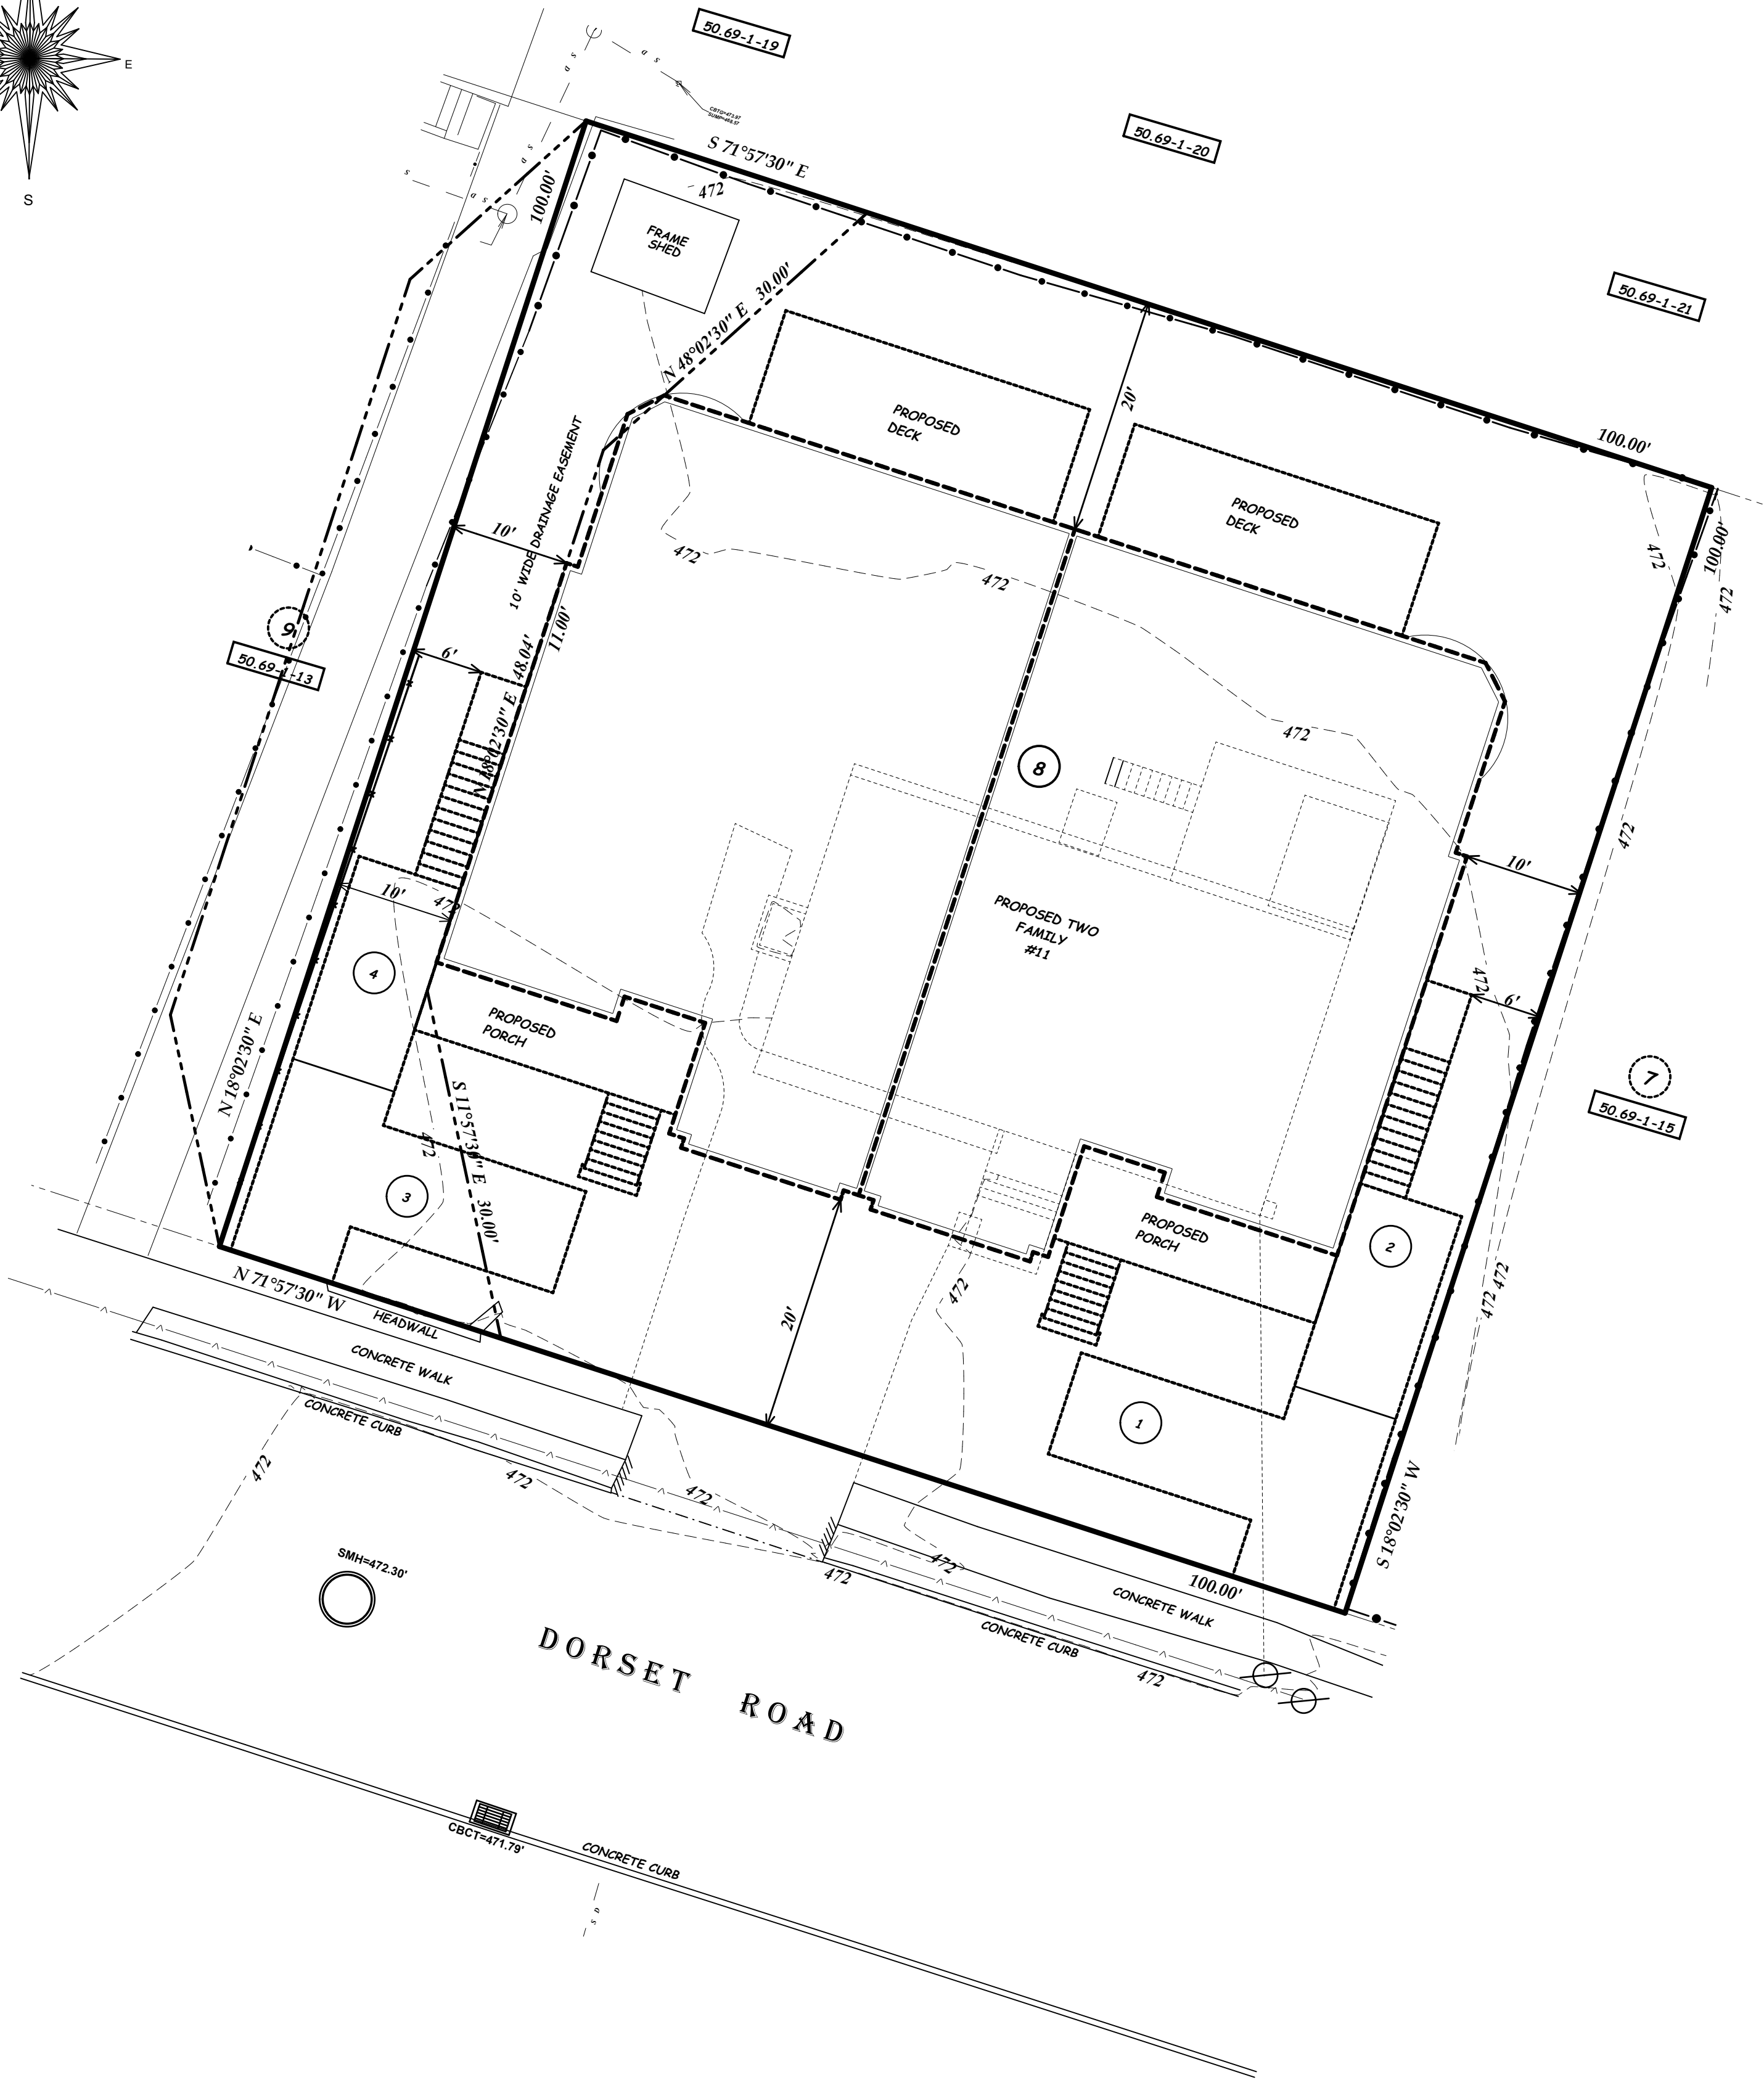 50.69-1-19
E
CBTG=473.97
50.69-1-20
S 71°57'30" E
S
100.00'
472
FRAME
SHED
50.69-1-21
N 48°02'30" E 30.00'
20'
PROPOSED
DECK
100.00'
PROPOSED
DECK
10' WIDE DRAINAGE EASEMENT
10'
472
472
472
100.00'
472
11.00'
9
50.69-1-13
6'
N 18°02'30" E 48.04'
472
8
472
10'
10'
472
PROPOSED TWO
FAMILY
#11
4
472
6'
PROPOSED
PORCH
N 18°02'30" E
7
50.69-1-15
S 11°57'30" E 30.00'
472
3
PROPOSED
PORCH
2
N 71°57'30" W
472
472
472
HEADWALL
20'
CONCRETE WALK
CONCRETE CURB
1
472
472
472
S 18°02'30" W
SMH=472.30'
472
472
100.00'
CONCRETE WALK
CONCRETE CURB
472
DORSET ROAD
CBCT=471.79'
CONCRETE CURB
S D